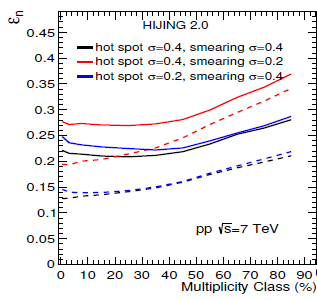 εn
HIJING 2.0
hot spot σ=0.4, smearing σ=0.4
hot spot σ=0.4, smearing σ=0.2
hot spot σ=0.2, smearing σ=0.4
0.45
0.4
0.35
0.3
0.25
0.2
0.15
0.1
0.05
0
pp √s=7 TeV
0 10 20 30 40 50 60 70 80 90
Multiplicity Class (%)